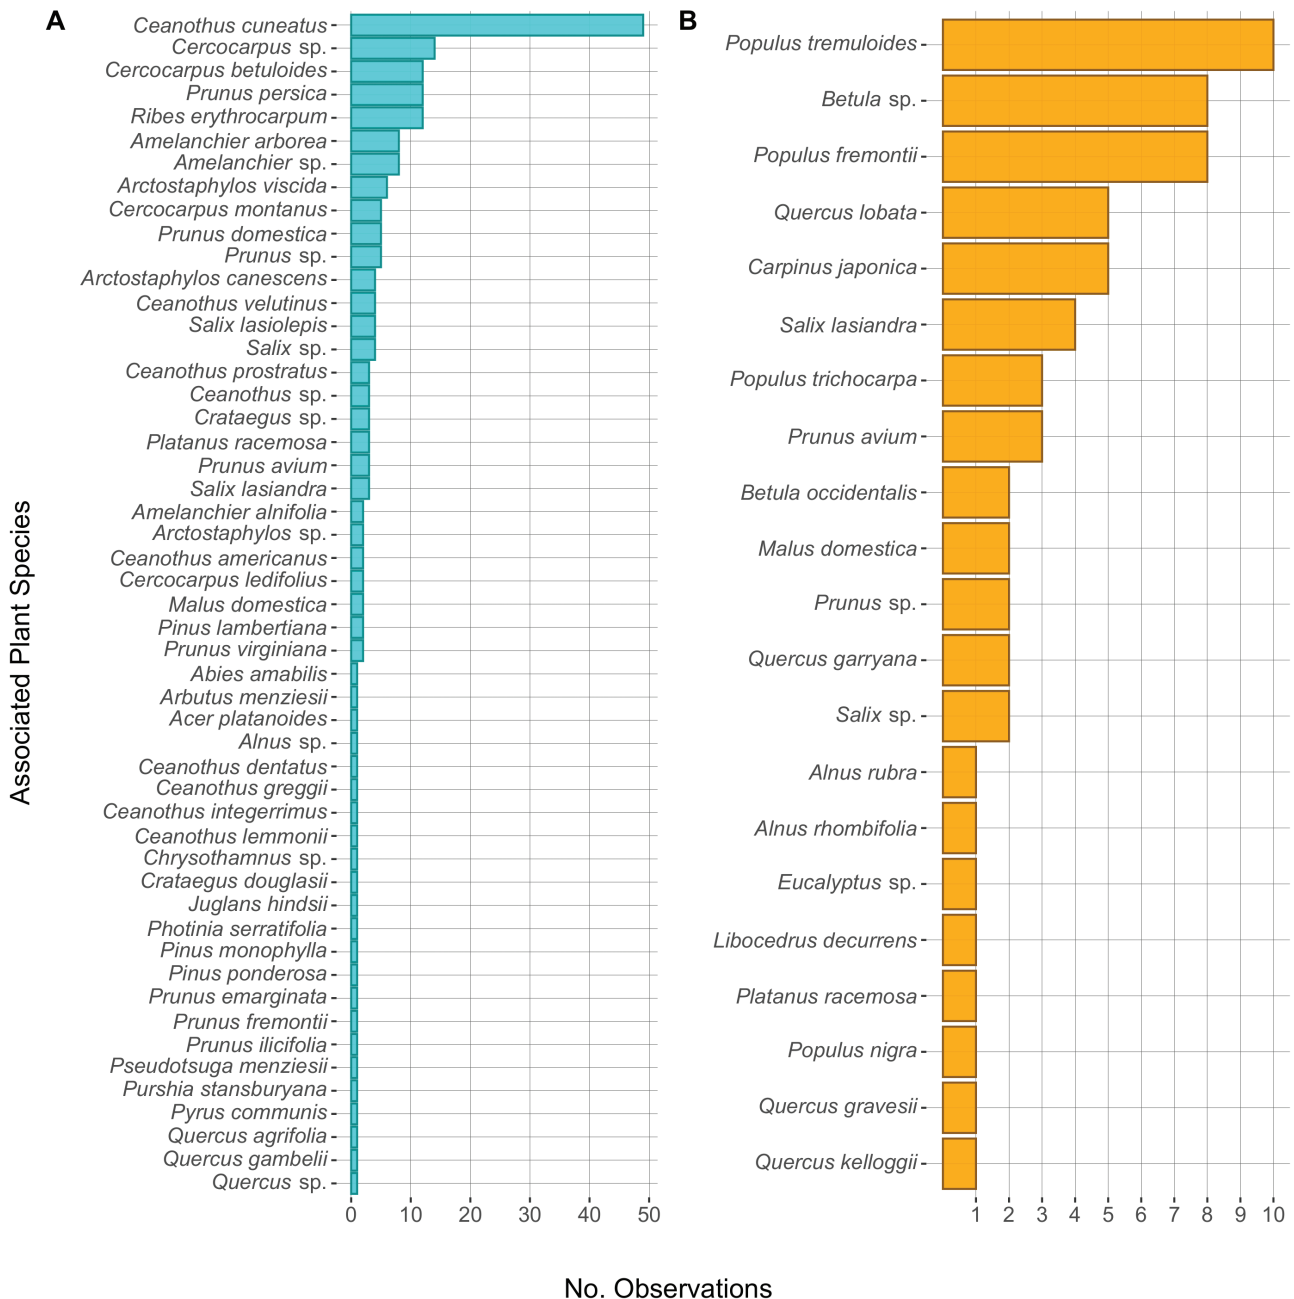 A
Ceanothus cuneatus
Cercocarpus sp.
Cercocarpus betuloides
Prunus persica
Ribes erythrocarpum
Amelanchier arborea
Amelanchier sp.
Arctostaphylos viscida
Cercocarpus montanus
Prunus domestica
Prunus sp.
Arctostaphylos canescens
Ceanothus velutinus
Salix lasiolepis
Salix sp.
Ceanothus prostratus
Ceanothus sp.
Crataegus sp.
Platanus racemosa
Prunus avium
Salix lasiandra
Amelanchier alnifolia
Arctostaphylos sp.
Ceanothus americanus
Cercocarpus ledifolius
Malus domestica
Pinus lambertiana
Prunus virginiana
Abies amabilis
Arbutus menziesii
Acer platanoides
Alnus sp.
Ceanothus dentatus
Ceanothus greggii
Ceanothus integerrimus
Ceanothus lemmonii
Chrysothamnus sp.
Crataegus douglasii
Juglans hindsii
Photinia serratifolia
Pinus monophylla
Pinus ponderosa
Prunus emarginata
Prunus fremontii
Prunus ilicifolia
Pseudotsuga menziesii
Purshia stansburyana
Pyrus communis
Quercus agrifolia
Quercus gambelii
Quercus sp.
0 10 20 30 40 50
B
Populus tremuloides
Betula sp.
Populus fremontii
Quercus lobata
Carpinus japonica
Salix lasiandra
Populus trichocarpa
Prunus avium
Betula occidentalis
Malus domestica
Prunus sp.
Quercus garryana
Salix sp.
Alnus rubra
Alnus rhombifolia
Eucalyptus sp.
Libocedrus decurrens
Platanus racemosa
Populus nigra
Quercus gravesii
Quercus kelloggii
1 2 3 4 5 6 7 8 9 10
Associated Plant Species
No. Observations